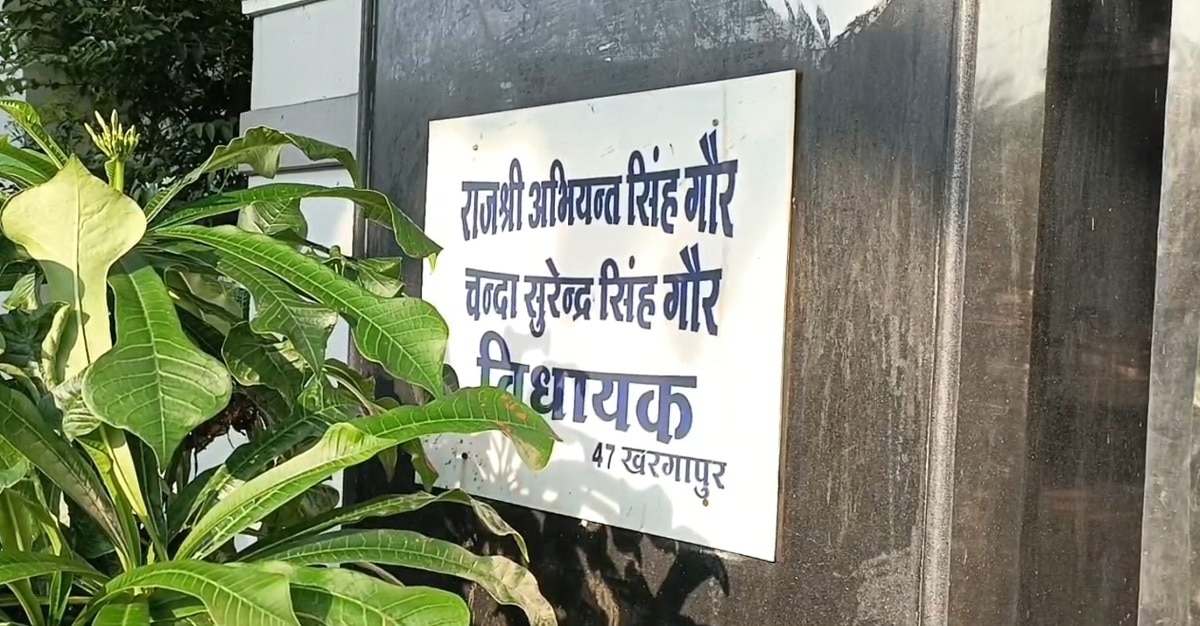 राजश्री अभियन्त सिंह गौर
चन्दा सुरेन्द्र सिंह गौर
विधायक
47 खरगापुर